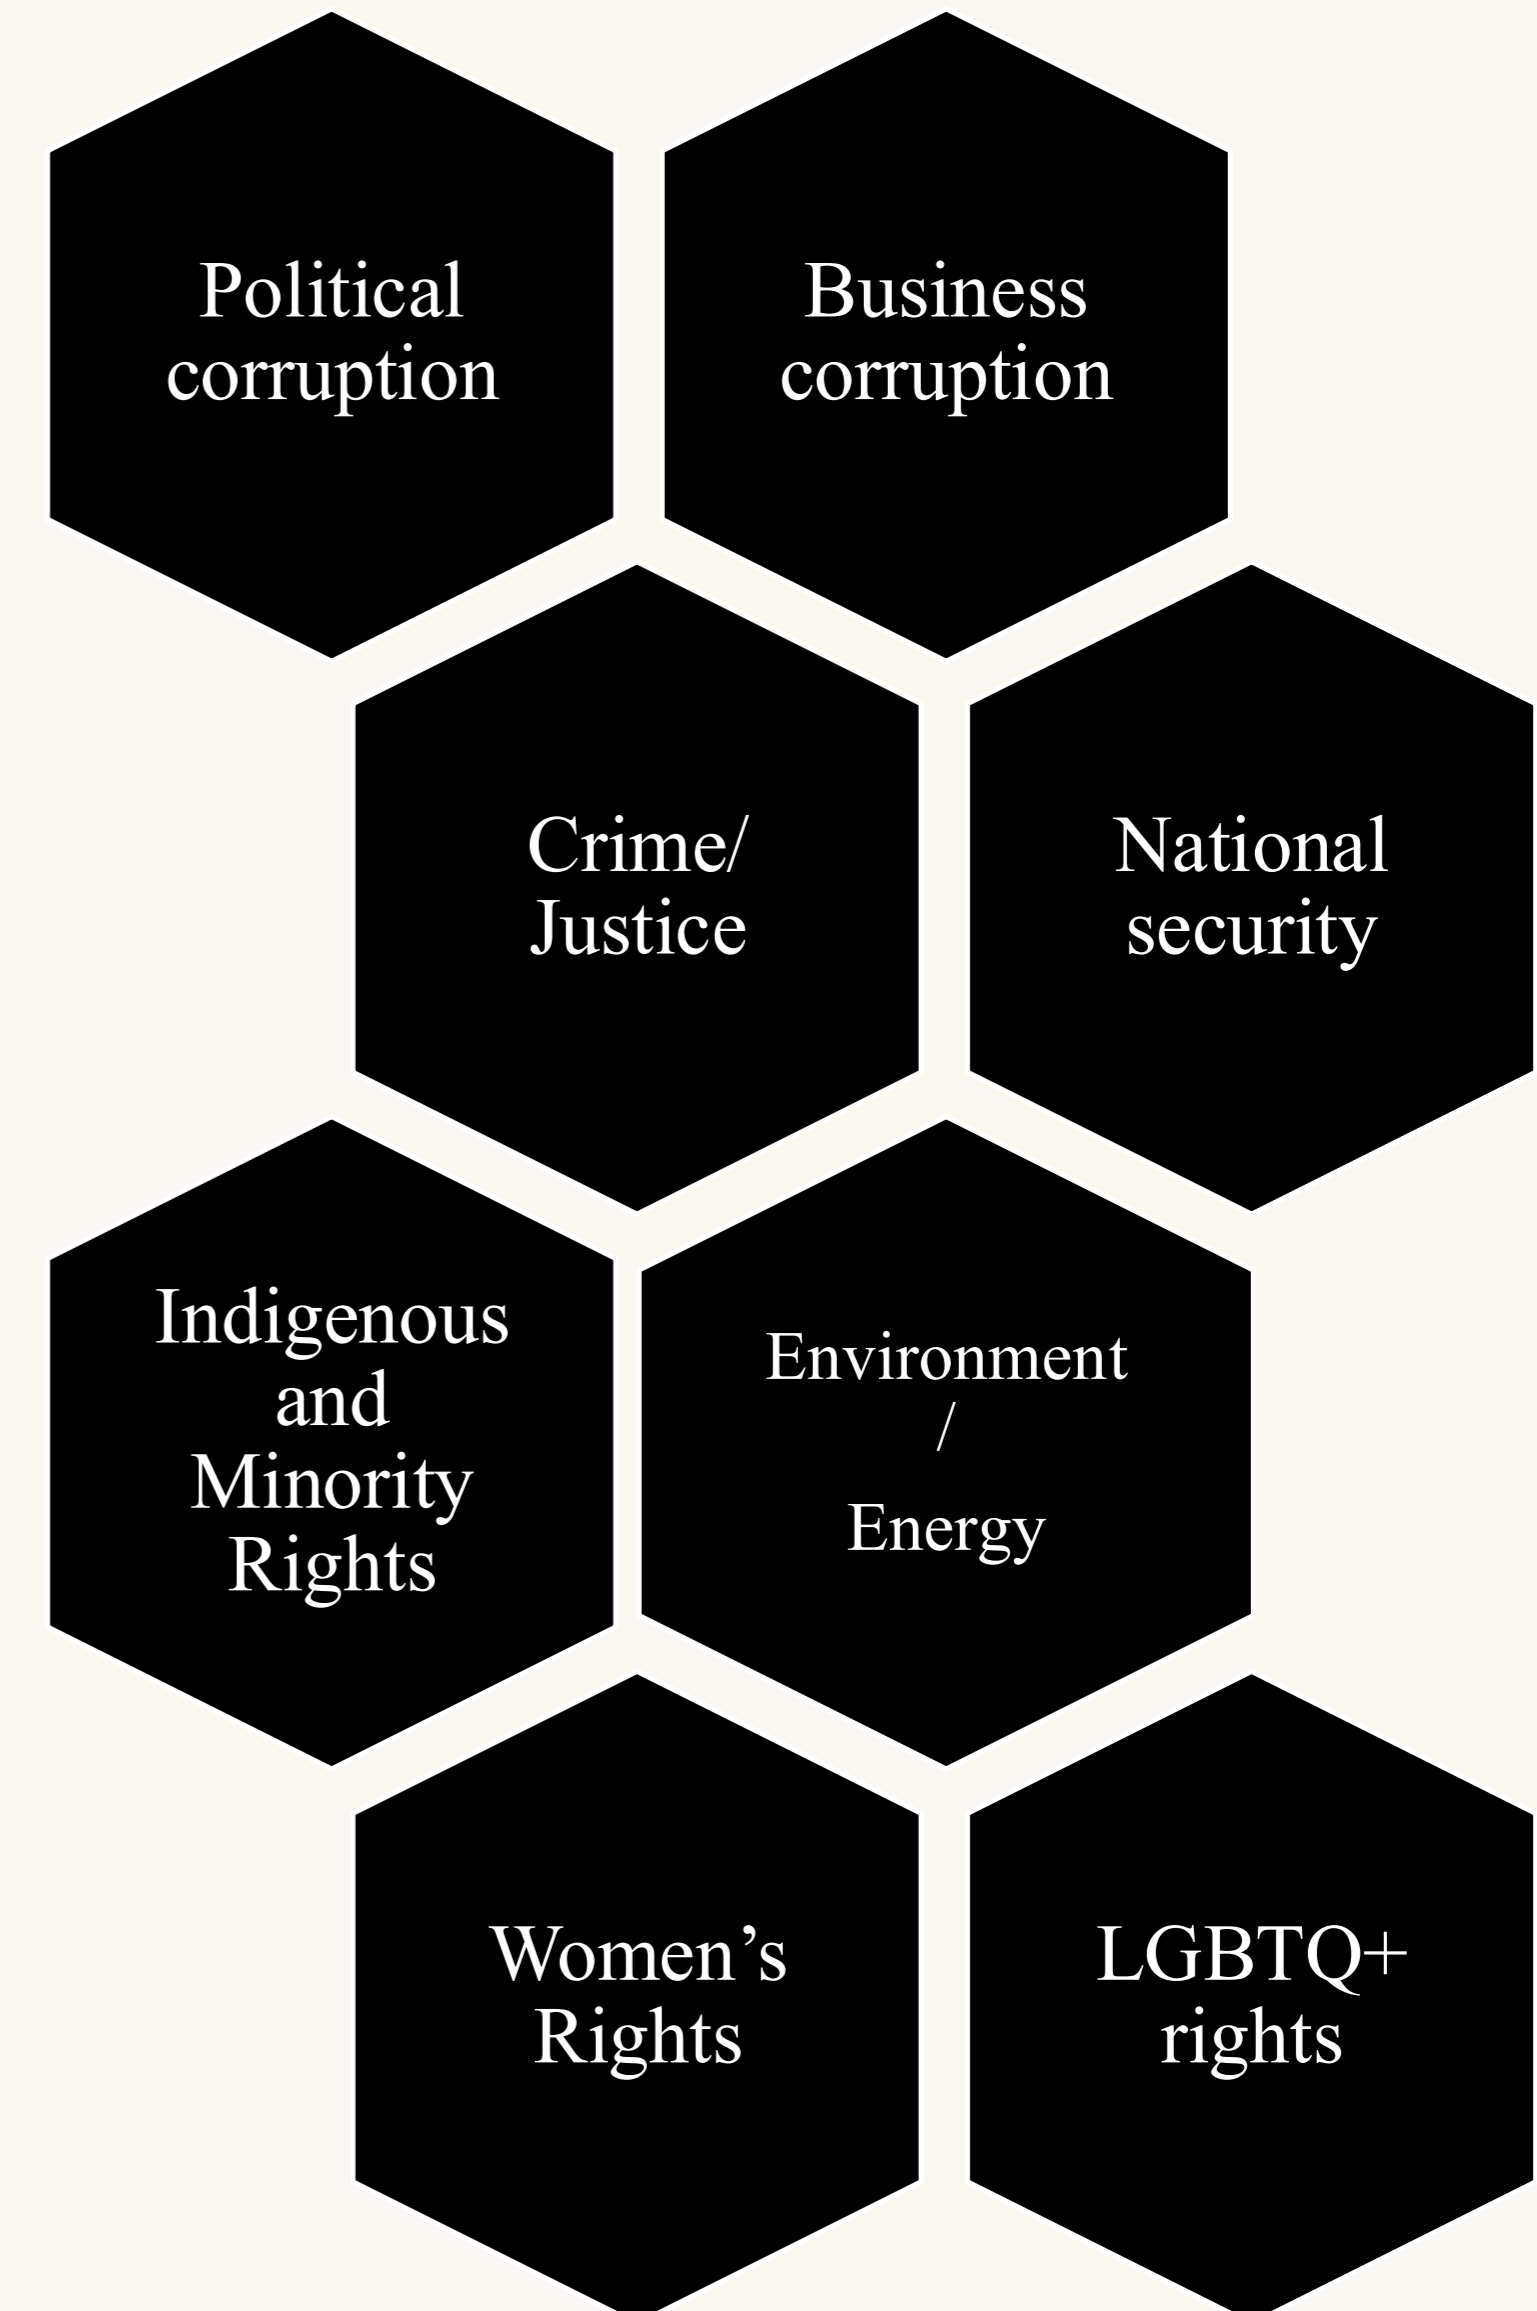 Political
corruption
Business
corruption
Crime/
Justice
National
security
Indigenous
and
Minority
Rights
Environment
/
Energy
Women’s
Rights
LGBTQ+
rights